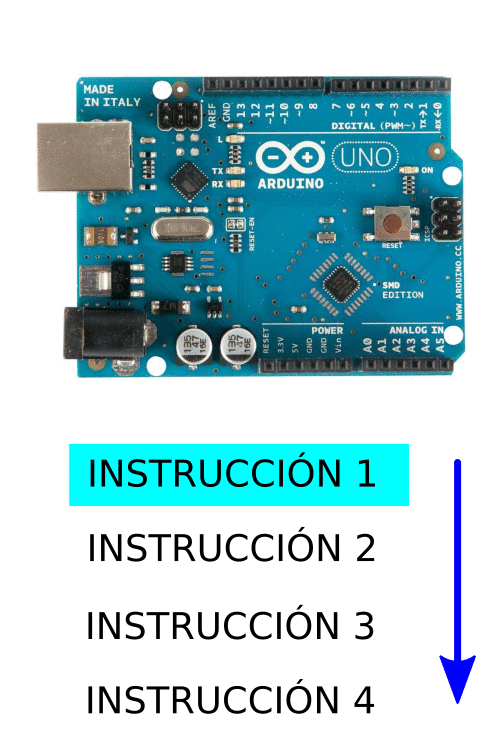 MADE
IN ITALY
AREF
GND
13
12
~11
~10
~9
8
7
~6
~5
4
~3
2
TX→1
RX←0
DIGITAL (PWM~)
L
TX
RX
ARDUINO
UNO
ON
RESET-EN
RESET
ICSP
SMD
EDITION
WWW.ARDUINO.CC
POWER
ANALOG IN
RESET
3.3V
5V
GND
GND
Vin
A0
A1
A2
A3
A4
A5
INSTRUCCIÓN 1
INSTRUCCIÓN 2
INSTRUCCIÓN 3
INSTRUCCIÓN 4